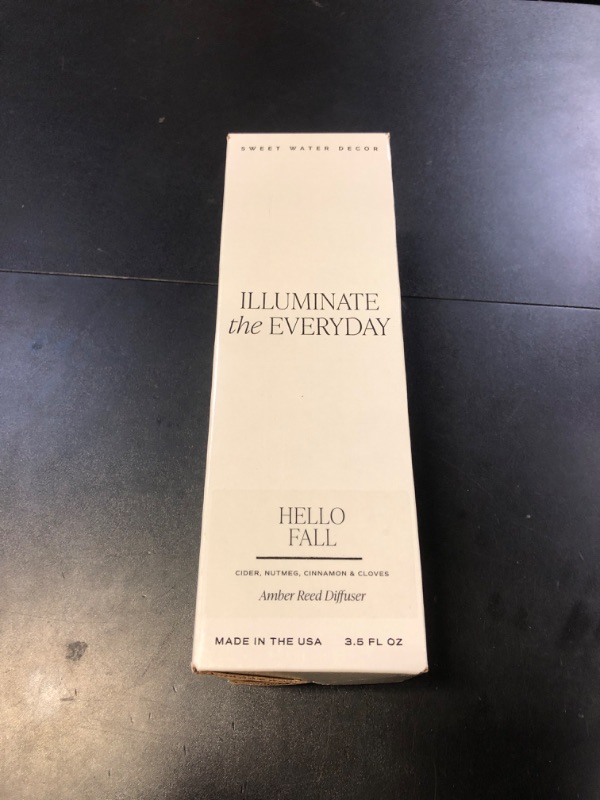 SWEET WATER DECOR
ILLUMINATE
the EVERYDAY
HELLO
FALL
CIDER, NUTMEG, CINNAMON & CLOVES
Amber Reed Diffuser
MADE IN THE USA 3.5 FL OZ